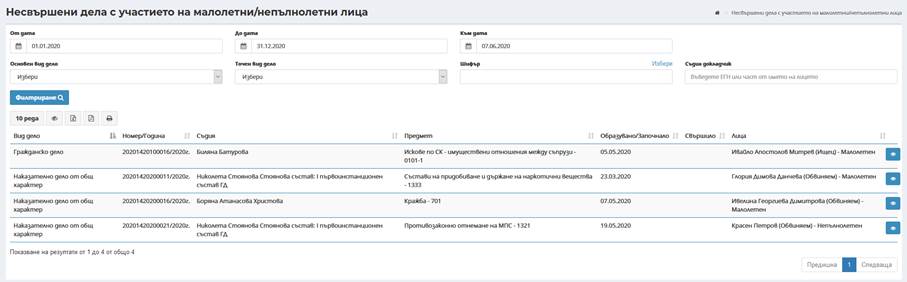 Несвършени дела с участието на малолетни/непълнолетни лица
Несвършени дела с участието на малолетни/непълнолетни лица
От дата До дата Към дата
01.01.2020 31.12.2020 07.06.2020
Основен вид дело Точен вид дело Шифър Избери Съдия докладчик
Избери Избери Въведете ЕГН или част от името на лицето
Филтриране
10 реда
Вид дело Номер/Година Съдия Предмет Образувано/Започнало Свършило Лица
Гражданско дело 20201420100016/2020г. Биляна Батурова Искове по СК - имуществени отношения между съпрузи - 05.05.2020 Ивайло Апостолов Митрев (Ищец) - Малолетен
0101-1
Наказателно дело от общ 20201420200011/2020г. Николета Стоянова Стоянова състав: I първоинстанционен Състави на придобиване и държане на наркотични вещества 23.03.2020 Глория Димова Данчева (Обвиняем) - Малолетен
характер състав ГД - 1333
Наказателно дело от общ 20201420200016/2020г. Боряна Атанасова Христова Кражба - 701 07.05.2020 Ивелина Георгиева Димитрова (Обвиняем) -
характер Малолетен
Наказателно дело от общ 20201420200021/2020г. Николета Стоянова Стоянова състав: I първоинстанционен Противозаконно отнемане на МПС - 1321 19.05.2020 Красен Петров (Обвиняем) - Непълнолетен
характер състав ГД
Показване на резултати от 1 до 4 от общо 4
Предишна 1 Следваща